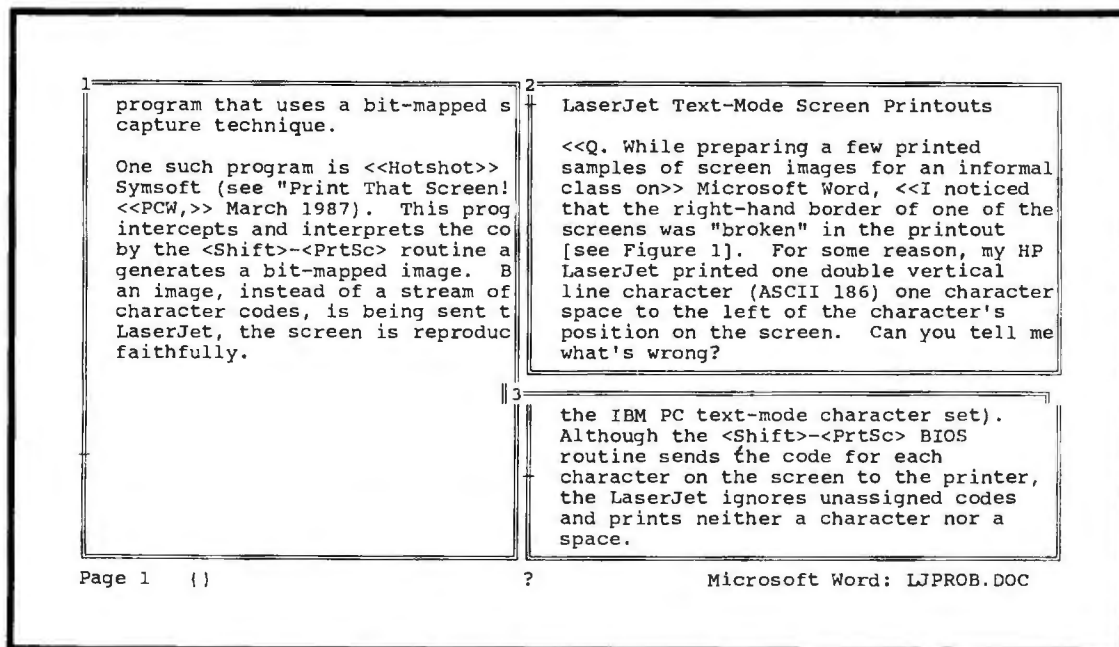 1
program that uses a bit-mapped s
capture technique.
One such program is <<Hotshot>>
Symsoft (see "Print That Screen!
<<PCW,>> March 1987). This prog
intercepts and interprets the co
by the <Shift>-<PrtSc> routine a
generates a bit-mapped image. B
an image, instead of a stream of
character codes, is being sent t
LaserJet, the screen is reproduc
faithfully.
2
LaserJet Text-Mode Screen Printouts
<<Q. While preparing a few printed
samples of screen images for an informal
class on>> Microsoft Word, <<I noticed
that the right-hand border of one of the
screens was "broken" in the printout
[see Figure 1]. For some reason, my HP
LaserJet printed one double vertical
line character (ASCII 186) one character
space to the left of the character's
position on the screen. Can you tell me
what's wrong?
3
the IBM PC text-mode character set).
Although the <Shift>-<PrtSc> BIOS
routine sends the code for each
character on the screen to the printer,
the LaserJet ignores unassigned codes
and prints neither a character nor a
space.
Page 1 {} ? Microsoft Word: LJPROB.DOC